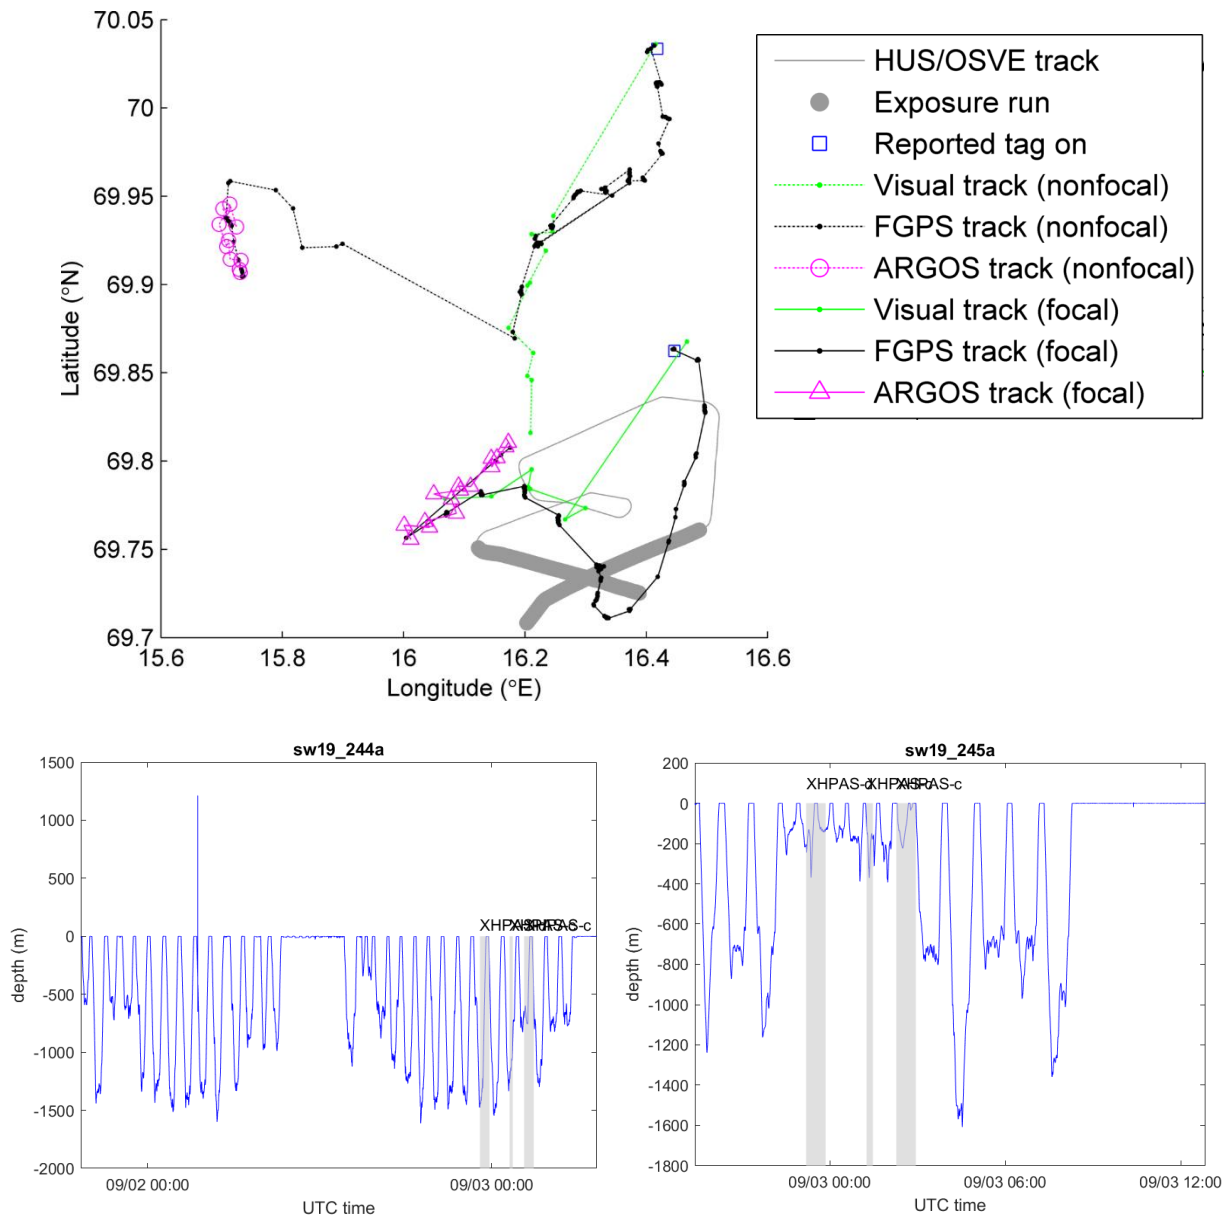 70.05
70
69.95
69.9
69.85
69.8
69.75
69.7
Latitude (°N)
15.6 15.8 16 16.2 16.4 16.6
Longitude (°E)
HUS/OSVE track
Exposure run
Reported tag on
Visual track (nonfocal)
FGPS track (nonfocal)
ARGOS track (nonfocal)
Visual track (focal)
FGPS track (focal)
ARGOS track (focal)
sw19_244a
1500
1000
500
0
-500
-1000
-1500
-2000
depth (m)
XHPAS-c
09/02 00:00 09/03 00:00
UTC time
sw19_245a
200
0
-200
-400
-600
-800
-1000
-1200
-1400
-1600
-1800
depth (m)
XHPAS-d XHPAS-c XHPAS-c
09/03 00:00 09/03 06:00 09/03 12:00
UTC time